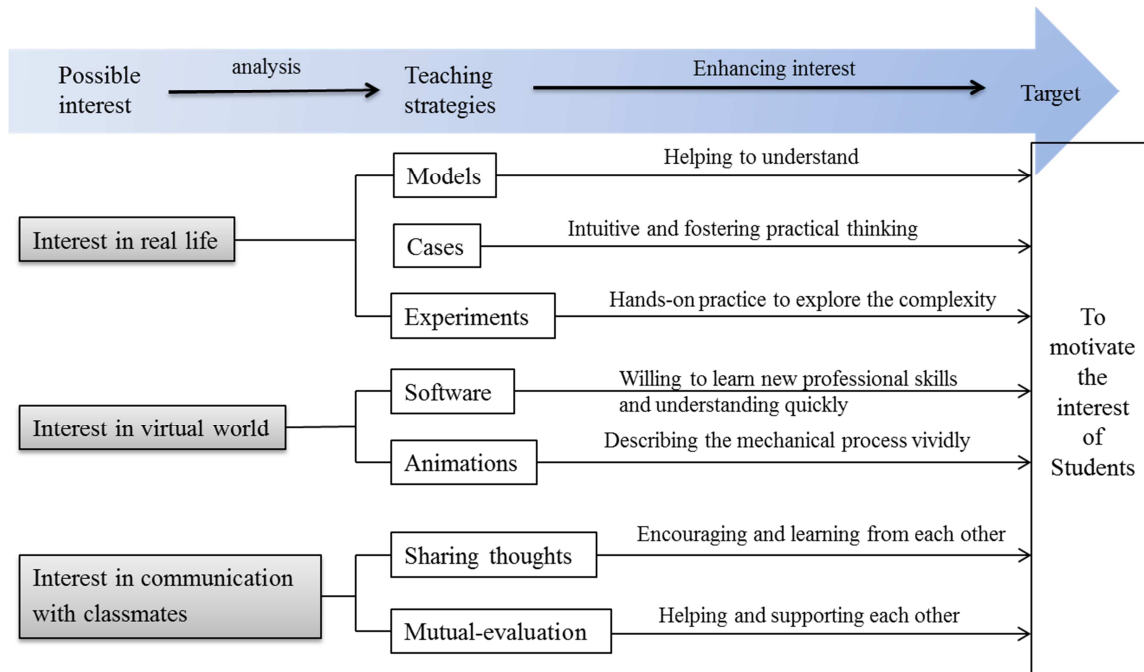 Possible
interest
analysis
Teaching
strategies
Enhancing interest
Target
Interest in real life
Models
Helping to understand
Cases
Intuitive and fostering practical thinking
Experiments
Hands-on practice to explore the complexity
Interest in virtual world
Software
Willing to learn new professional skills
and understanding quickly
Animations
Describing the mechanical process vividly
Interest in communication
with classmates
Sharing thoughts
Encouraging and learning from each other
Mutual-evaluation
Helping and supporting each other
To
motivate
the
interest
of
Students